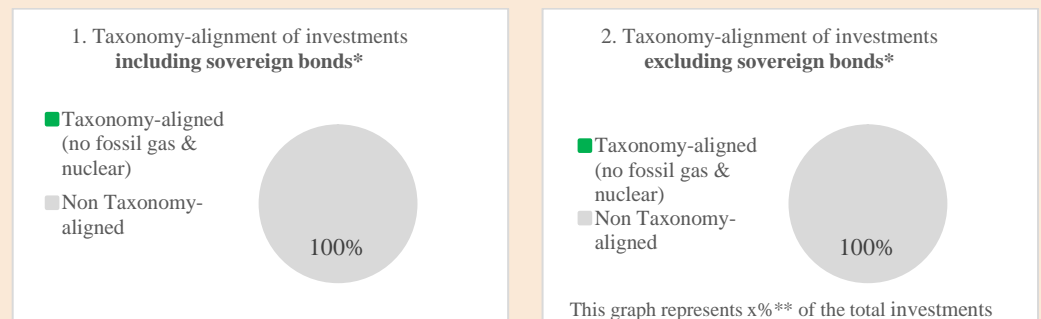 1. Taxonomy-alignment of investments
including sovereign bonds*
Taxonomy-aligned
(no fossil gas &
nuclear)
Non Taxonomy-
aligned
100%
2. Taxonomy-alignment of investments
excluding sovereign bonds*
Taxonomy-aligned
(no fossil gas &
nuclear)
Non Taxonomy-
aligned
100%
This graph represents x%** of the total investments